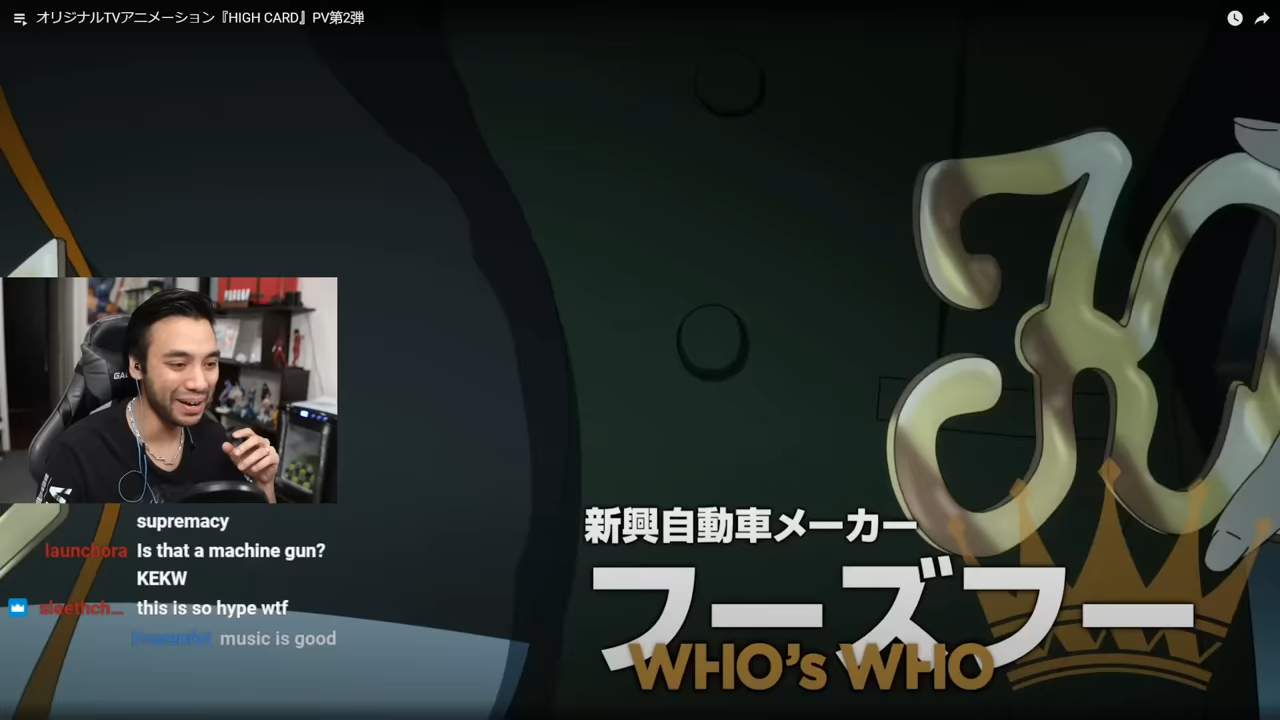 オリジナルTVアニメーション『HIGH CARD』PV第2弾
supremacy
launchora Is that a machine gun?
KEKW
this is so hype wtf
music is good
新興自動車メーカー
フーズフー
WHO's WHO